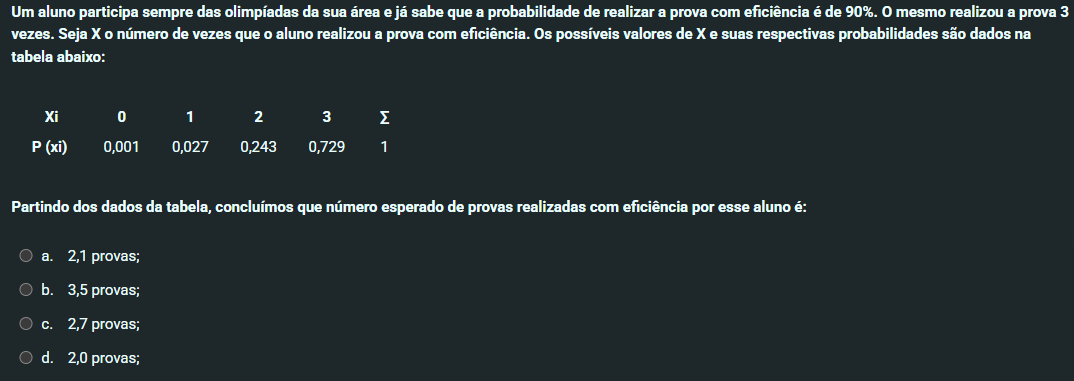 Um aluno participa sempre das olimpíadas da sua área e já sabe que a probabilidade de realizar a prova com eficiência é de 90%. O mesmo realizou a prova 3
vezes. Seja X o número de vezes que o aluno realizou a prova com eficiência. Os possíveis valores de X e suas respectivas probabilidades são dados na
tabela abaixo:
Xi 0 1 2 3 Σ
P (xi) 0,001 0,027 0,243 0,729 1
Partindo dos dados da tabela, concluímos que número esperado de provas realizadas com eficiência por esse aluno é:
a. 2,1 provas;
b. 3,5 provas;
c. 2,7 provas;
d. 2,0 provas;